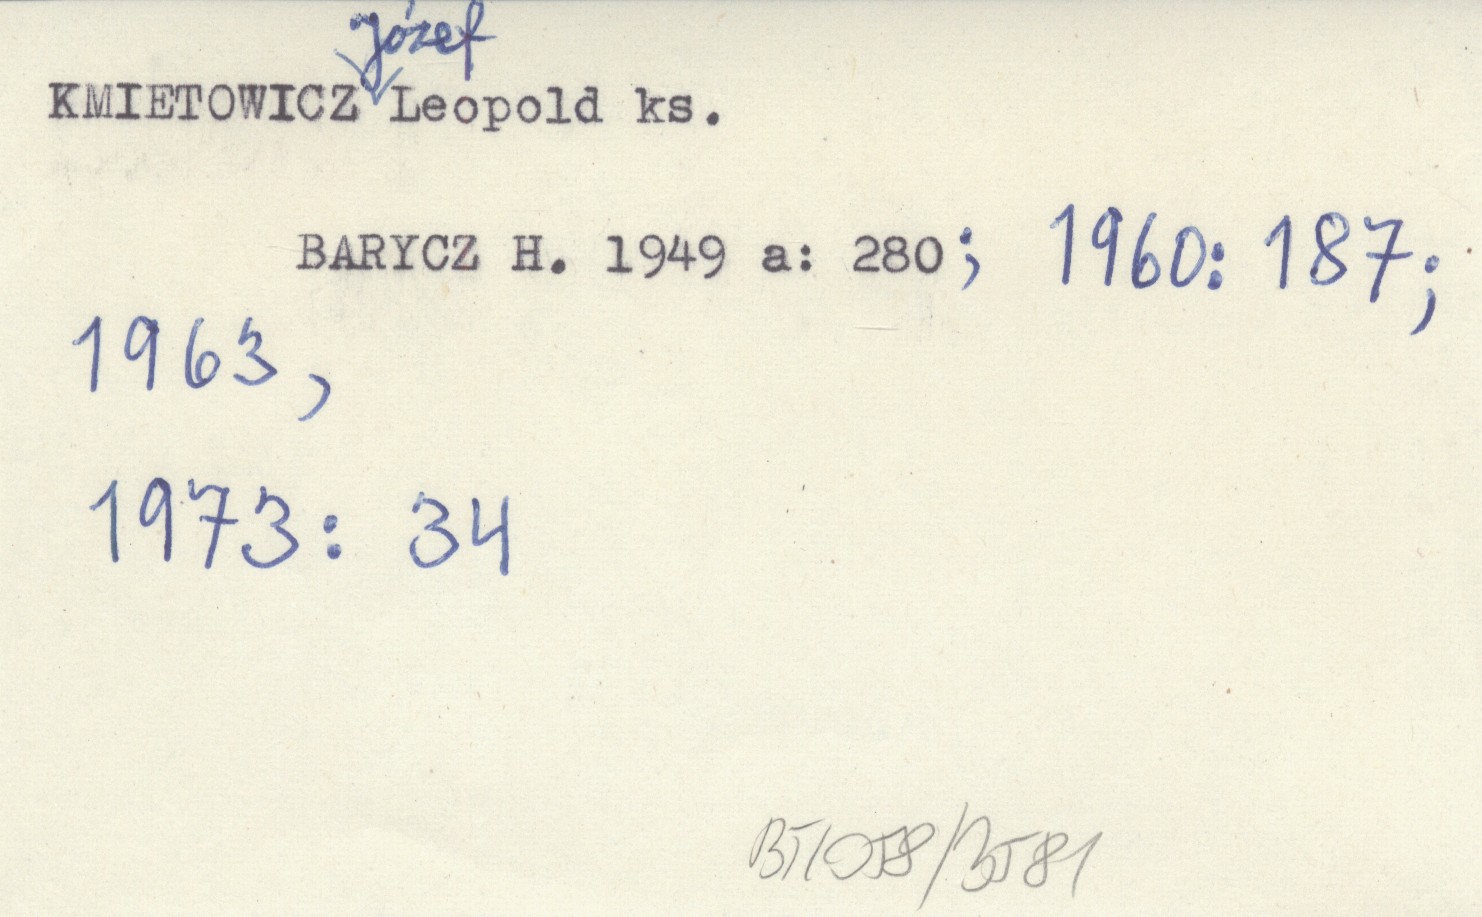 Józef
KMIETOWICZ Leopold ks.
BARYCZ H. 1949 a: 280; 1960: 187;
1963,
1973: 34